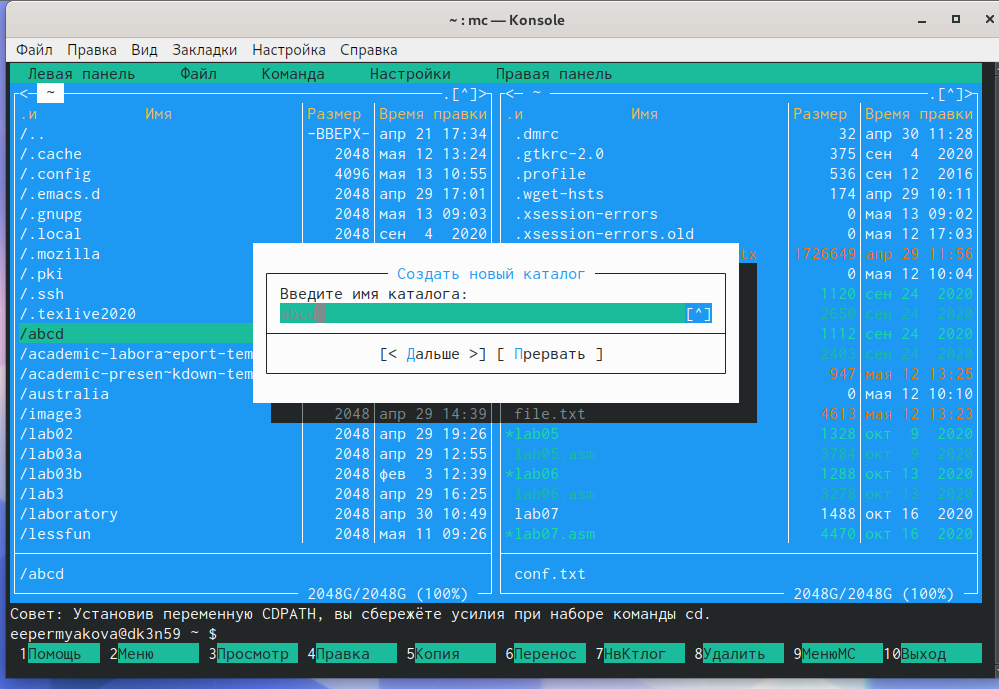 ~ : mc — Konsole
Файл Правка Вид Закладки Настройка Справка
Левая панель Файл Команда Настройки Правая панель
<— ~ .[^]>
.и Имя Размер Время правки
/.. –ВВЕРХ– апр 21 17:34
/.cache 2048 мая 12 13:24
/.config 4096 мая 13 10:55
/.emacs.d 2048 апр 29 17:01
/.gnupg 2048 мая 13 09:03
/.local 2048 сен 4 2020
/.mozilla
/.pki
/.ssh
/.texlive2020
/abcd
/academic-labora~eport-tem
/academic-presen~kdown-tem
/australia
/image3 2048 апр 29 14:39
/lab02 2048 апр 29 19:26
/lab03a 2048 апр 29 12:55
/lab03b 2048 фев 3 12:39
/lab3 2048 апр 29 16:25
/laboratory 2048 апр 30 10:49
/lessfun 2048 мая 11 09:26
/abcd
2048G/2048G (100%)
<— ~ .[^]>
.и Имя Размер Время правки
.dmrc 32 апр 30 11:28
.gtkrc-2.0 375 сен 4 2020
.profile 536 сен 12 2016
.wget-hsts 174 апр 29 10:11
.xsession-errors 0 мая 13 09:02
.xsession-errors.old 0 мая 12 17:03
tx 1726649 апр 29 11:56
0 мая 12 10:04
1120 сен 24 2020
2650 сен 24 2020
1112 сен 24 2020
2483 сен 24 2020
947 мая 12 13:25
0 мая 12 10:10
file.txt 4613 мая 12 13:23
*lab05 1328 окт 9 2020
lab05.asm 3784 окт 9 2020
*lab06 1288 окт 13 2020
lab06.asm 3278 окт 13 2020
lab07 1488 окт 16 2020
*lab07.asm 4470 окт 16 2020
conf.txt
2048G/2048G (100%)
Создать новый каталог
Введите имя каталога:
abcd [^]
[< Дальше >] [ Прервать ]
Совет: Установив переменную CDPATH, вы сбережёте усилия при наборе команды cd.
eepermyakova@dk3n59 ~ $
1Помощь 2Меню 3Просмотр 4Правка 5Копия 6Перенос 7НвКтлог 8Удалить 9МенюМС 10Выход